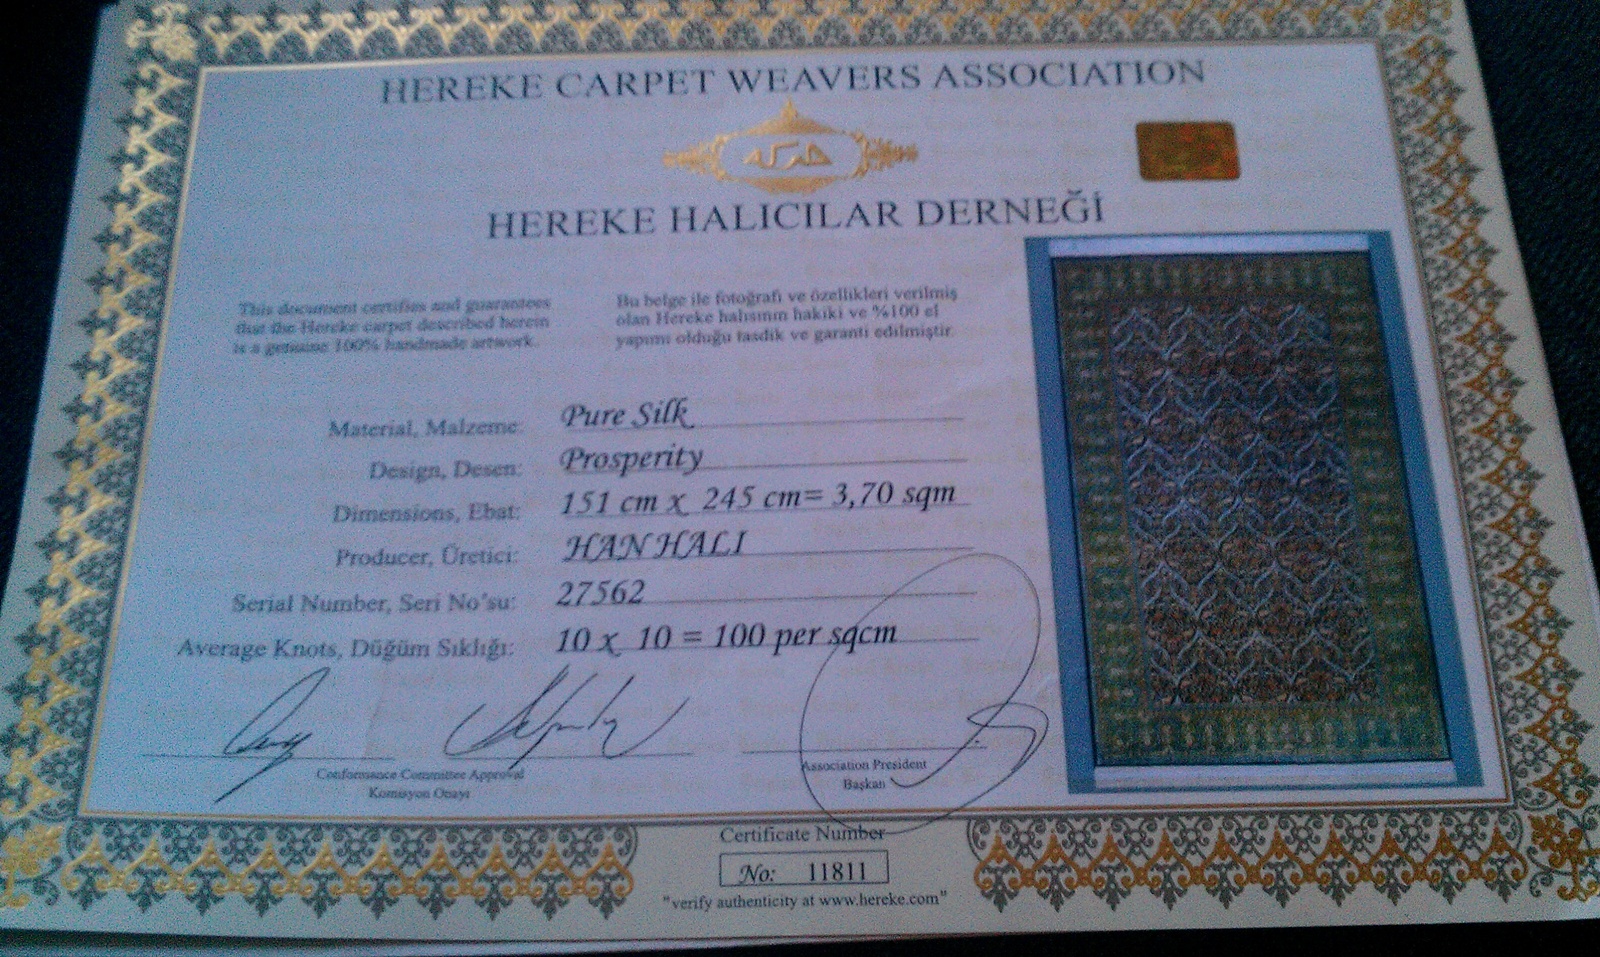 HEREKE CARPET WEAVERS ASSOCIATION
هركه
HEREKE HALICILAR DERNEĞİ
This document certifies and guarantees
that the Hereke carpet described herein
is a genuine 100% handmade artwork.
Bu belge ile fotoğrafı ve özellikleri verilmiş
olan Hereke halısının hakiki ve %100 el
yapımı olduğu tasdik ve garanti edilmiştir.
Material, Malzeme: Pure Silk
Design, Desen: Prosperity
Dimensions, Ebat: 151 cm x 245 cm= 3,70 sqm
Producer, Üretici: HAN HALI
Serial Number, Seri No'su: 27562
Average Knots, Düğüm Sıklığı: 10 x 10 = 100 per sqcm
Conformance Committee Approval
Komisyon Onayı
Association President
Başkan
Certificate Number
No: 11811
"verify authenticity at www.hereke.com"